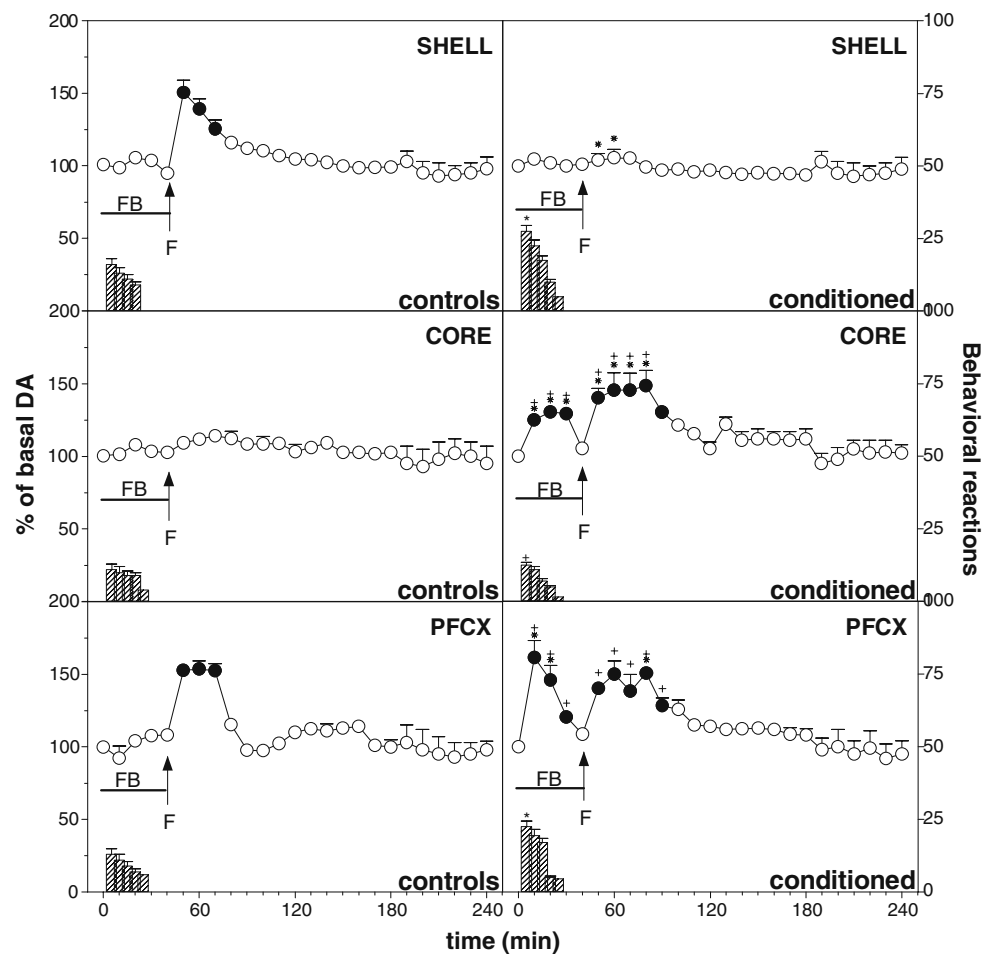 200
150
100
50
SHELL
FB
F
controls
SHELL
100
75
50
25
FB
F
*
* *
conditioned
200
150
100
50
CORE
FB
F
controls
CORE
100
75
50
25
FB
F
+ + + + + + +
* * * * * * *
+
conditioned
200
150
100
50
0
PFCX
FB
F
controls
0 60 120 180 240
PFCX
100
75
50
25
0
FB
F
+ + + + + + +
* * *
*
conditioned
0 60 120 180 240
% of basal DA
Behavioral reactions
time (min)